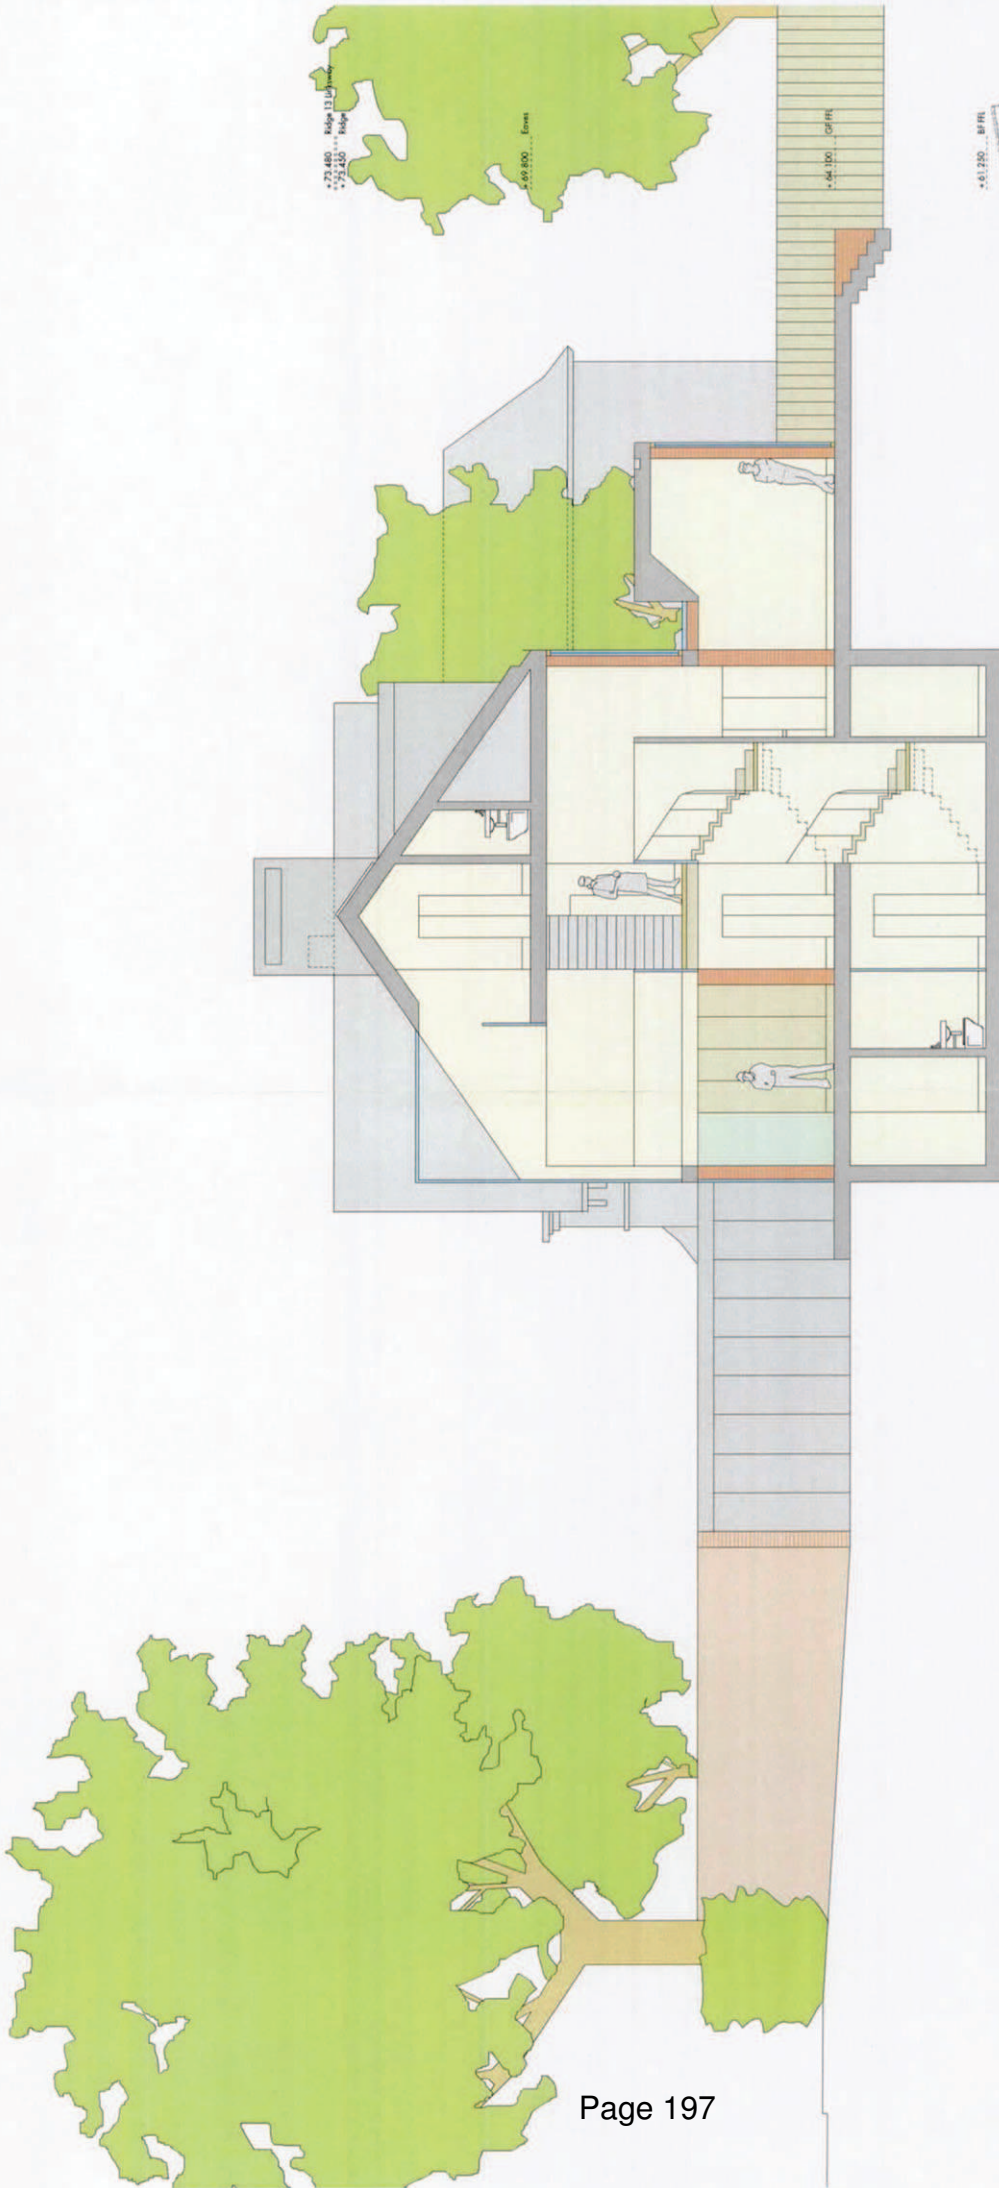 +73.480 Ridge 13 Linksway
+73.450 Ridge
+69.800 Eaves
+64.100 GF FFL
+61.250 BF FFL
Page 197